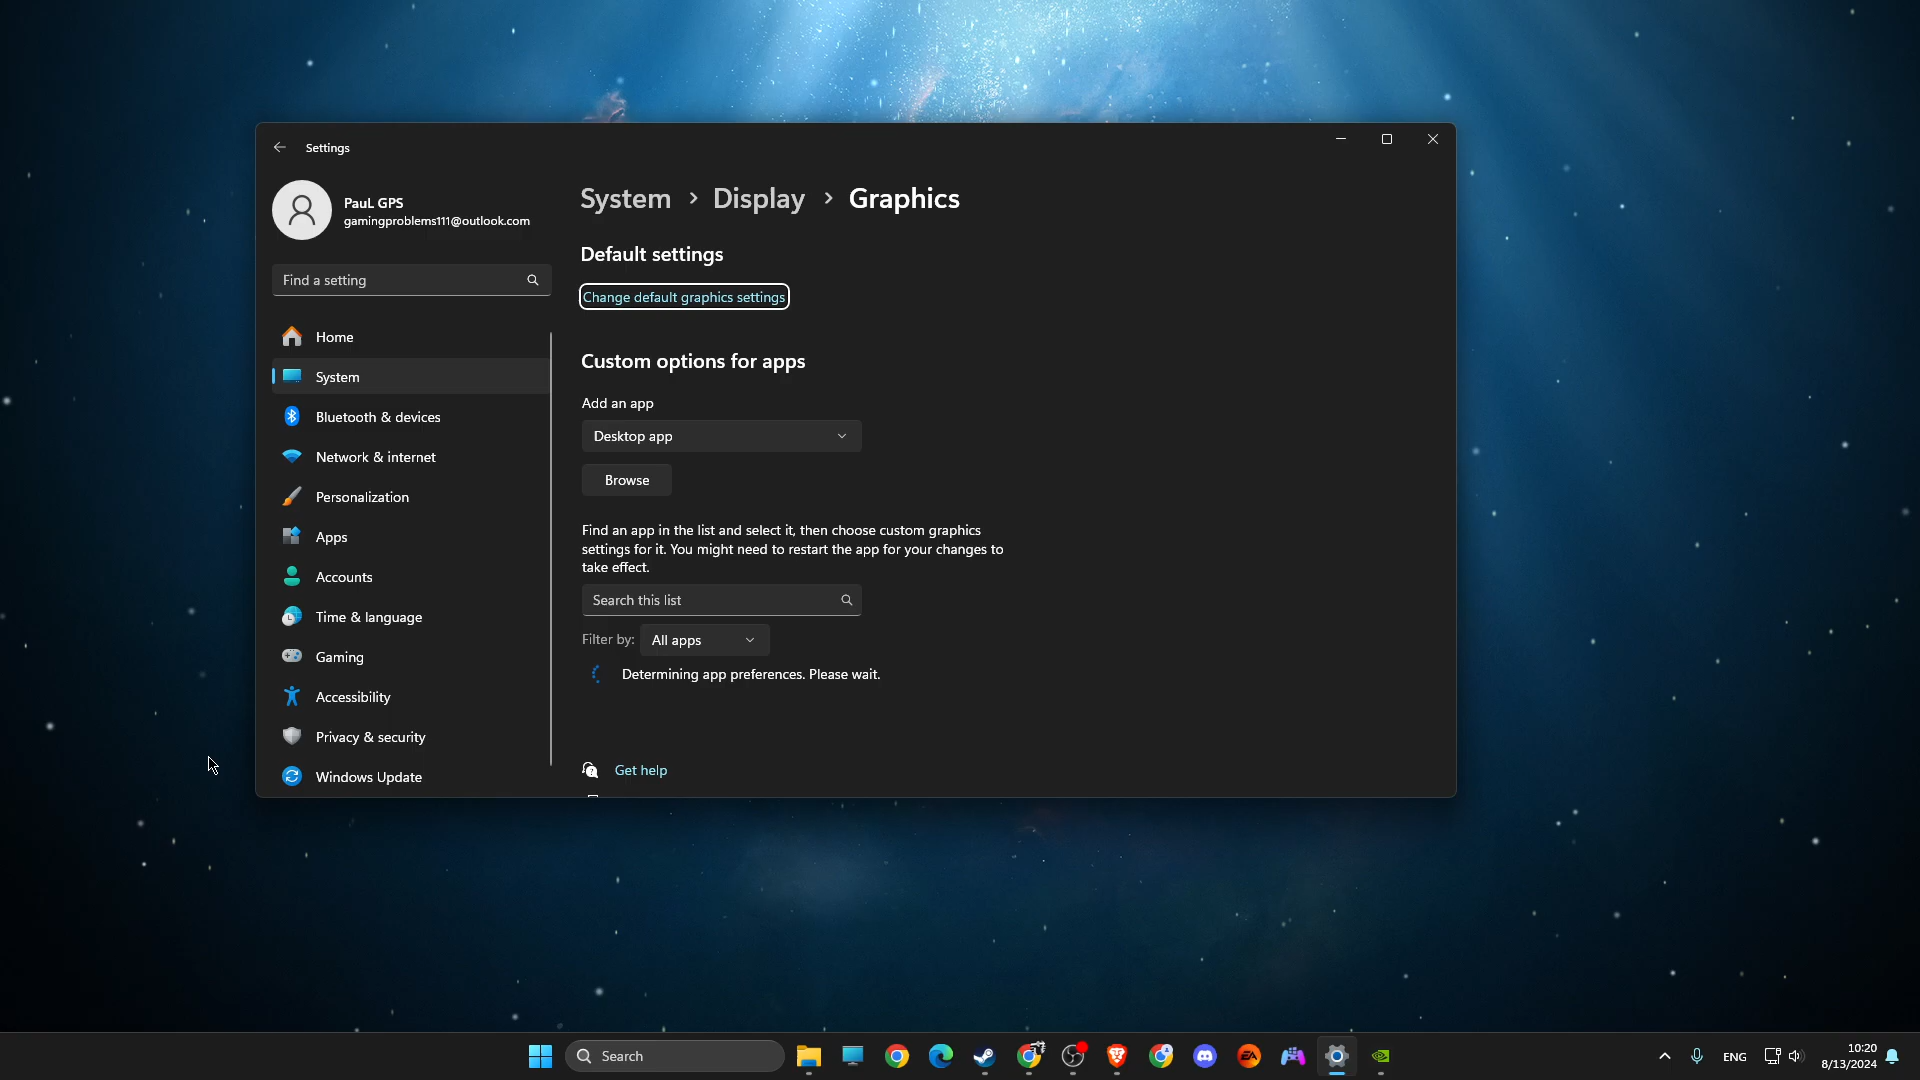 Settings
PauL GPS
gamingproblems111@outlook.com
Find a setting
Home
System
Bluetooth & devices
Network & internet
Personalization
Apps
Accounts
Time & language
Gaming
Accessibility
Privacy & security
Windows Update
System > Display > Graphics
Default settings
Change default graphics settings
Custom options for apps
Add an app
Desktop app
Browse
Find an app in the list and select it, then choose custom graphics
settings for it. You might need to restart the app for your changes to
take effect.
Search this list
Filter by: All apps
Determining app preferences. Please wait.
Get help
Search
EA
ENG
10:20
8/13/2024